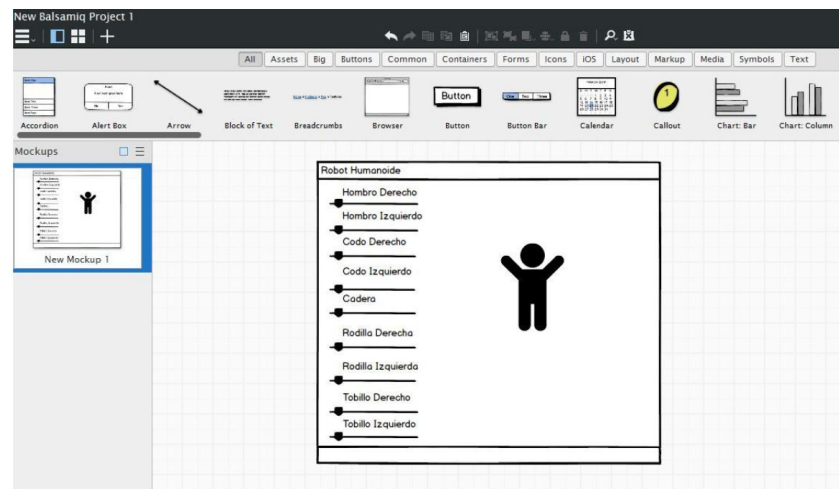 New Balsamiq Project 1
All Assets Big Buttons Common Containers Forms Icons iOS Layout Markup Media Symbols Text
Button
One Two Three
1
Accordion Alert Box Arrow Block of Text Breadcrumbs Browser Button Button Bar Calendar Callout Chart: Bar Chart: Column
Mockups
New Mockup 1
Robot Humanoide
Hombro Derecho
Hombro Izquierdo
Codo Derecho
Codo Izquierdo
Cadera
Rodilla Derecha
Rodilla Izquierda
Tobillo Derecho
Tobillo Izquierdo